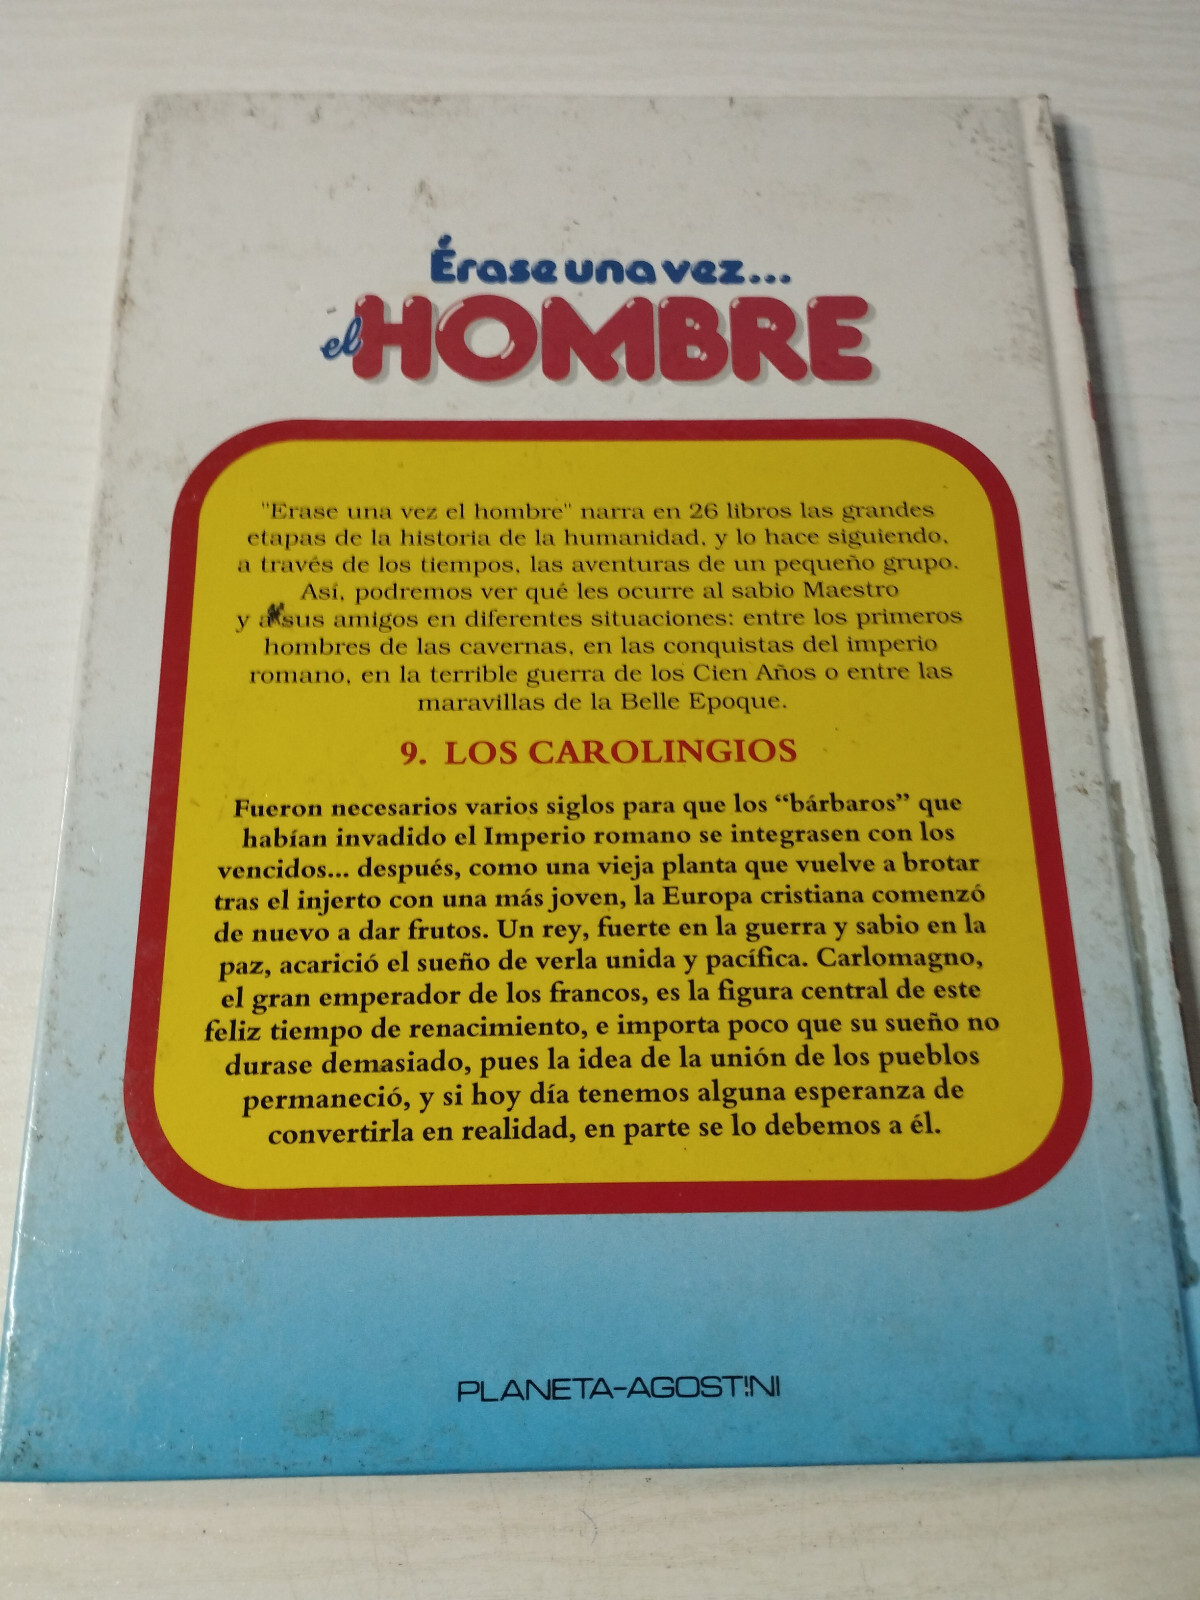 Érase una vez...
el HOMBRE
"Erase una vez el hombre" narra en 26 libros las grandes
etapas de la historia de la humanidad, y lo hace siguiendo,
a través de los tiempos, las aventuras de un pequeño grupo.
Así, podremos ver qué les ocurre al sabio Maestro
y a sus amigos en diferentes situaciones: entre los primeros
hombres de las cavernas, en las conquistas del imperio
romano, en la terrible guerra de los Cien Años o entre las
maravillas de la Belle Epoque.
9. LOS CAROLINGIOS
Fueron necesarios varios siglos para que los “bárbaros” que
habían invadido el Imperio romano se integrasen con los
vencidos... después, como una vieja planta que vuelve a brotar
tras el injerto con una más joven, la Europa cristiana comenzó
de nuevo a dar frutos. Un rey, fuerte en la guerra y sabio en la
paz, acarició el sueño de verla unida y pacífica. Carlomagno,
el gran emperador de los francos, es la figura central de este
feliz tiempo de renacimiento, e importa poco que su sueño no
durase demasiado, pues la idea de la unión de los pueblos
permaneció, y si hoy día tenemos alguna esperanza de
convertirla en realidad, en parte se lo debemos a él.
PLANETA-AGOSTINI